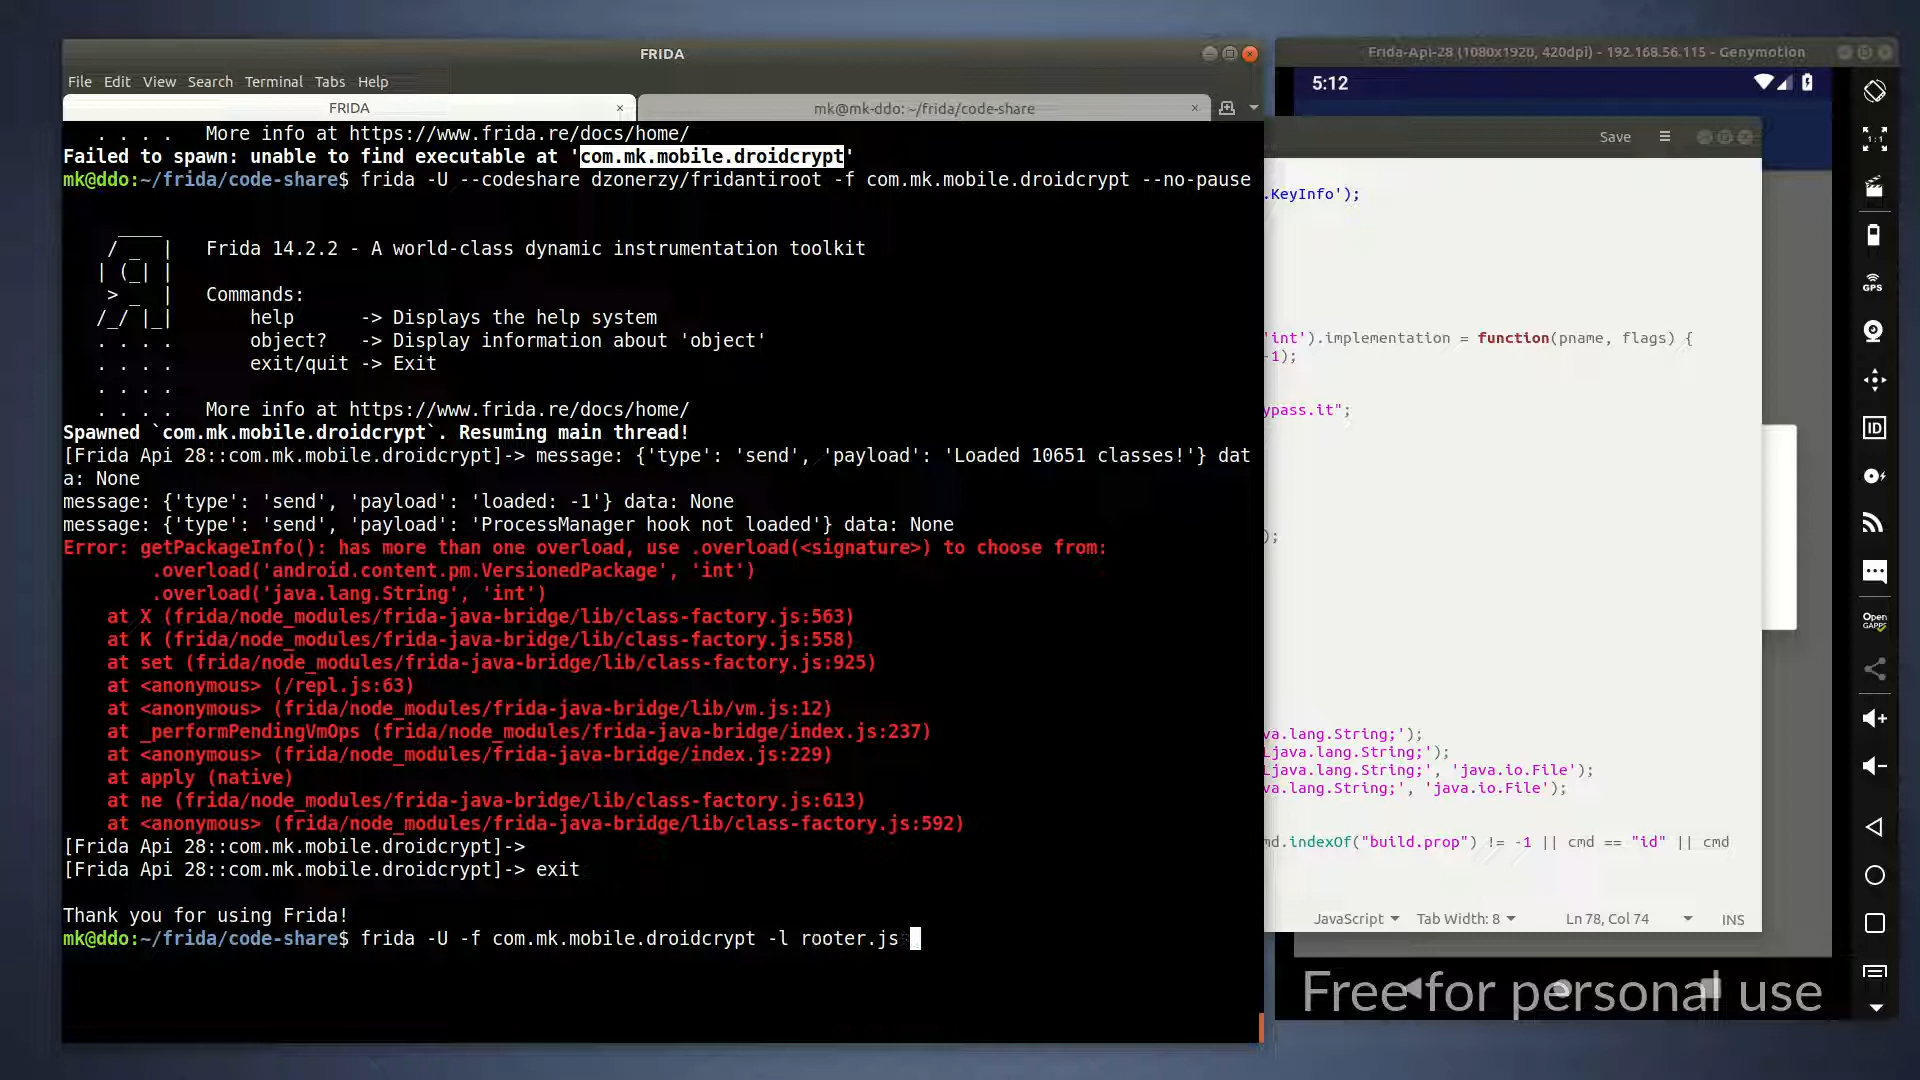 FRIDA
File Edit View Search Terminal Tabs Help
FRIDA
mk@mk-ddo: ~/frida/code-share
. . . .   More info at https://www.frida.re/docs/home/
Failed to spawn: unable to find executable at 'com.mk.mobile.droidcrypt'
mk@ddo:~/frida/code-share$ frida -U --codeshare dzonerzy/fridantiroot -f com.mk.mobile.droidcrypt --no-pause
     ____
    / _  |   Frida 14.2.2 - A world-class dynamic instrumentation toolkit
   | (_| |
    > _  |   Commands:
   /_/ |_|       help      -> Displays the help system
   . . . .       object?   -> Display information about 'object'
   . . . .       exit/quit -> Exit
   . . . .
   . . . .   More info at https://www.frida.re/docs/home/
Spawned `com.mk.mobile.droidcrypt`. Resuming main thread!
[Frida Api 28::com.mk.mobile.droidcrypt]-> message: {'type': 'send', 'payload': 'Loaded 10651 classes!'} dat
a: None
message: {'type': 'send', 'payload': 'loaded: -1'} data: None
message: {'type': 'send', 'payload': 'ProcessManager hook not loaded'} data: None
Error: getPackageInfo(): has more than one overload, use .overload(<signature>) to choose from:
        .overload('android.content.pm.VersionedPackage', 'int')
        .overload('java.lang.String', 'int')
    at X (frida/node_modules/frida-java-bridge/lib/class-factory.js:563)
    at K (frida/node_modules/frida-java-bridge/lib/class-factory.js:558)
    at set (frida/node_modules/frida-java-bridge/lib/class-factory.js:925)
    at <anonymous> (/repl.js:63)
    at <anonymous> (frida/node_modules/frida-java-bridge/lib/vm.js:12)
    at _performPendingVmOps (frida/node_modules/frida-java-bridge/index.js:237)
    at <anonymous> (frida/node_modules/frida-java-bridge/index.js:229)
    at apply (native)
    at ne (frida/node_modules/frida-java-bridge/lib/class-factory.js:613)
    at <anonymous> (frida/node_modules/frida-java-bridge/lib/class-factory.js:592)
[Frida Api 28::com.mk.mobile.droidcrypt]->
[Frida Api 28::com.mk.mobile.droidcrypt]-> exit
Thank you for using Frida!
mk@ddo:~/frida/code-share$ frida -U -f com.mk.mobile.droidcrypt -l rooter.js
Frida-Api-28 (1080x1920, 420dpi) - 192.168.56.115 - Genymotion
5:12
Save
.KeyInfo');
'int').implementation = function(pname, flags) {
-1);
ypass.it";
);
va.lang.String;');
Ljava.lang.String;');
Ljava.lang.String;', 'java.io.File');
va.lang.String;', 'java.io.File');
md.indexOf("build.prop") != -1 || cmd == "id" || cmd
JavaScript Tab Width: 8 Ln 78, Col 74 INS
Free for personal use
1:1
GPS
ID
Open
GAPPS